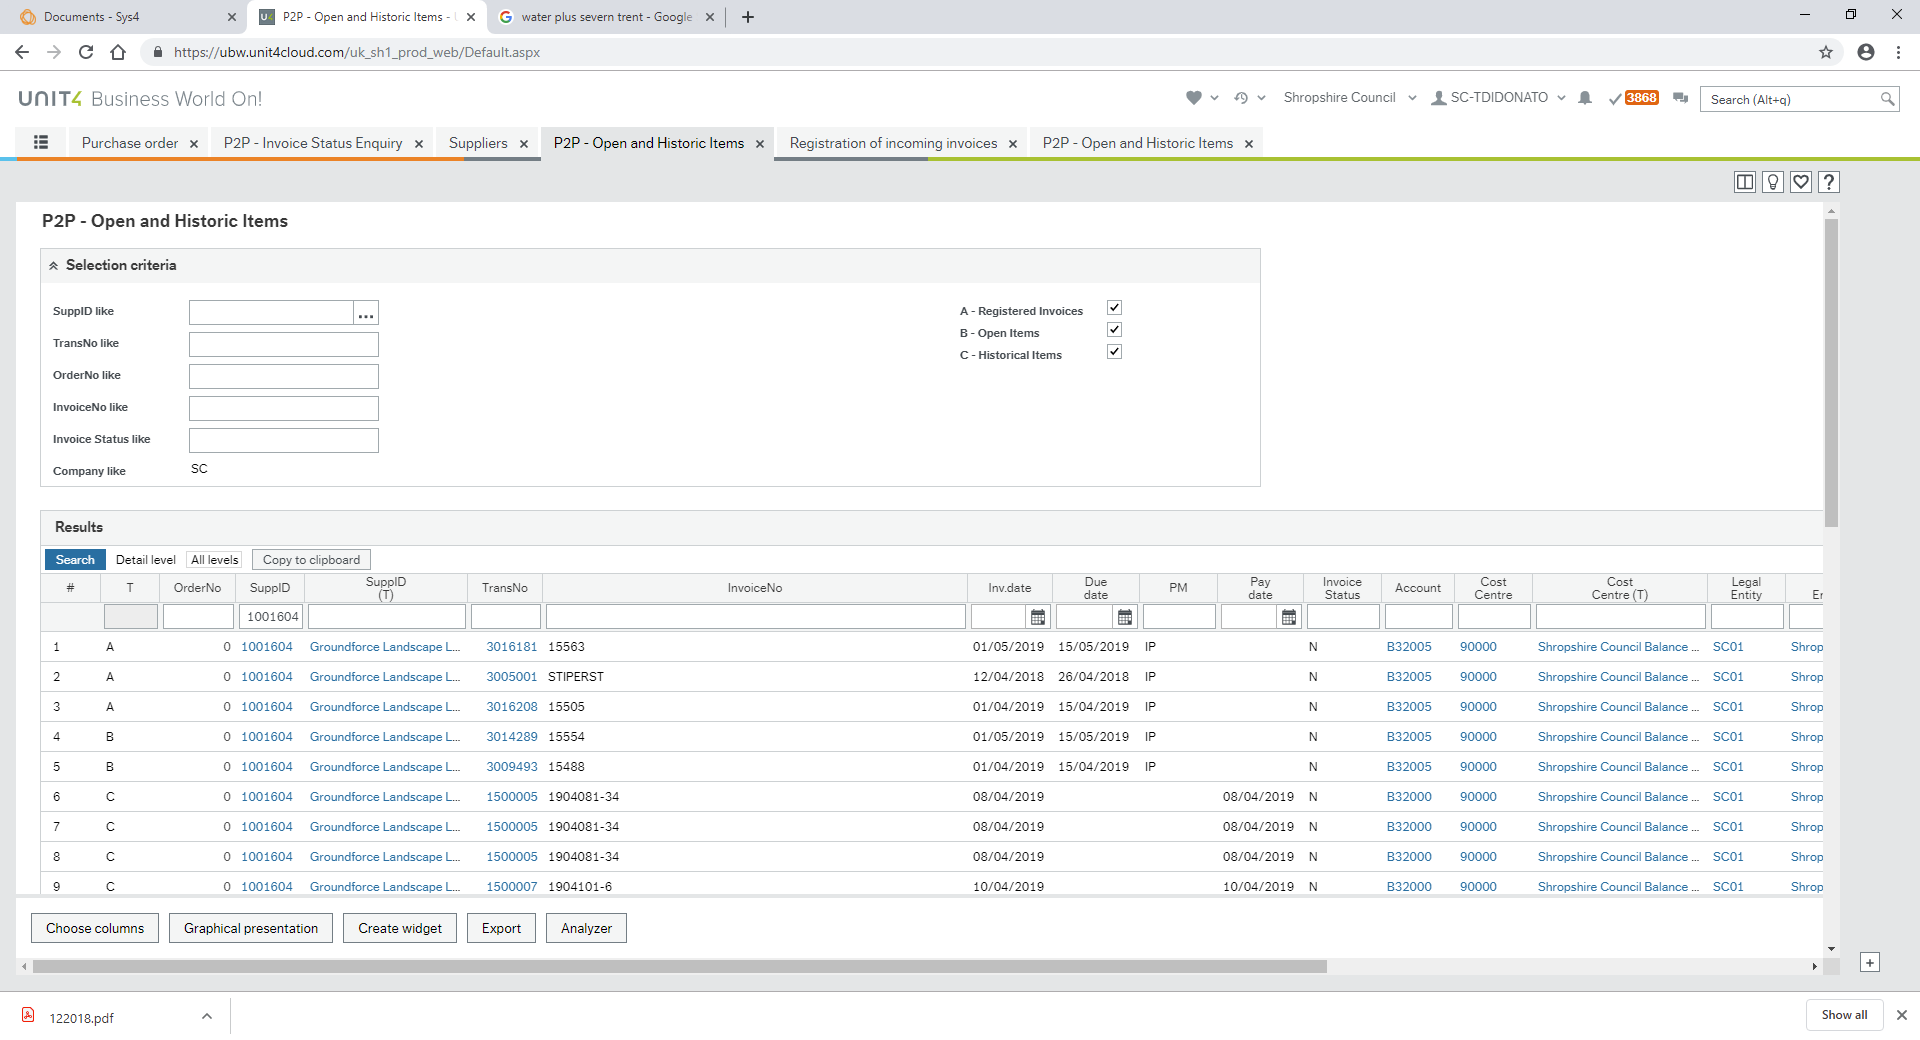 Documents - Sys4
P2P - Open and Historic Items -
water plus severn trent - Google
https://ubw.unit4cloud.com/uk_sh1_prod_web/Default.aspx
UNIT4 Business World On!
Shropshire Council
SC-TDIDONATO
3868
Search (Alt+q)
Purchase order
P2P - Invoice Status Enquiry
Suppliers
P2P - Open and Historic Items
Registration of incoming invoices
P2P - Open and Historic Items
P2P - Open and Historic Items
Selection criteria
SuppID like
...
A - Registered Invoices
TransNo like
B - Open Items
OrderNo like
C - Historical Items
InvoiceNo like
Invoice Status like
Company like SC
Results
Search Detail level All levels Copy to clipboard
# T OrderNo SuppID SuppID (T) TransNo InvoiceNo Inv.date Due date PM Pay date Invoice Status Account Cost Centre Cost Centre (T) Legal Entity Er
1001604
1 A 0 1001604 Groundforce Landscape L... 3016181 15563 01/05/2019 15/05/2019 IP N B32005 90000 Shropshire Council Balance ... SC01 Shrop
2 A 0 1001604 Groundforce Landscape L... 3005001 STIPERST 12/04/2018 26/04/2018 IP N B32005 90000 Shropshire Council Balance ... SC01 Shrop
3 A 0 1001604 Groundforce Landscape L... 3016208 15505 01/04/2019 15/04/2019 IP N B32005 90000 Shropshire Council Balance ... SC01 Shrop
4 B 0 1001604 Groundforce Landscape L... 3014289 15554 01/05/2019 15/05/2019 IP N B32005 90000 Shropshire Council Balance ... SC01 Shrop
5 B 0 1001604 Groundforce Landscape L... 3009493 15488 01/04/2019 15/04/2019 IP N B32005 90000 Shropshire Council Balance ... SC01 Shrop
6 C 0 1001604 Groundforce Landscape L... 1500005 1904081-34 08/04/2019 08/04/2019 N B32000 90000 Shropshire Council Balance ... SC01 Shrop
7 C 0 1001604 Groundforce Landscape L... 1500005 1904081-34 08/04/2019 08/04/2019 N B32000 90000 Shropshire Council Balance ... SC01 Shrop
8 C 0 1001604 Groundforce Landscape L... 1500005 1904081-34 08/04/2019 08/04/2019 N B32000 90000 Shropshire Council Balance ... SC01 Shrop
9 C 0 1001604 Groundforce Landscape L... 1500007 1904101-6 10/04/2019 10/04/2019 N B32000 90000 Shropshire Council Balance ... SC01 Shrop
Choose columns Graphical presentation Create widget Export Analyzer
122018.pdf
Show all